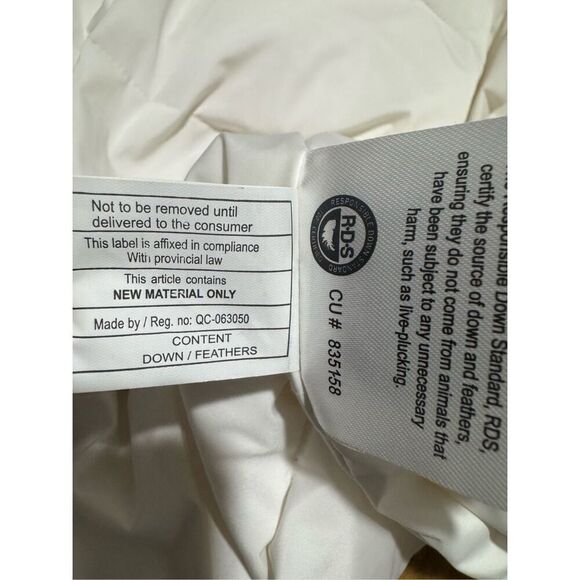 Not to be removed until
delivered to the consumer
This label is affixed in compliance
With provincial law
This article contains
NEW MATERIAL ONLY
Made by / Reg. no: QC-063050
CONTENT
DOWN / FEATHERS
RESPONSIBLE DOWN STANDARD
R·D·S
CU# 835158
Responsible Down Standard, RDS,
certify the source of down and feathers,
ensuring they do not come from animals that
have been subject to any unnecessary
harm, such as live-plucking.